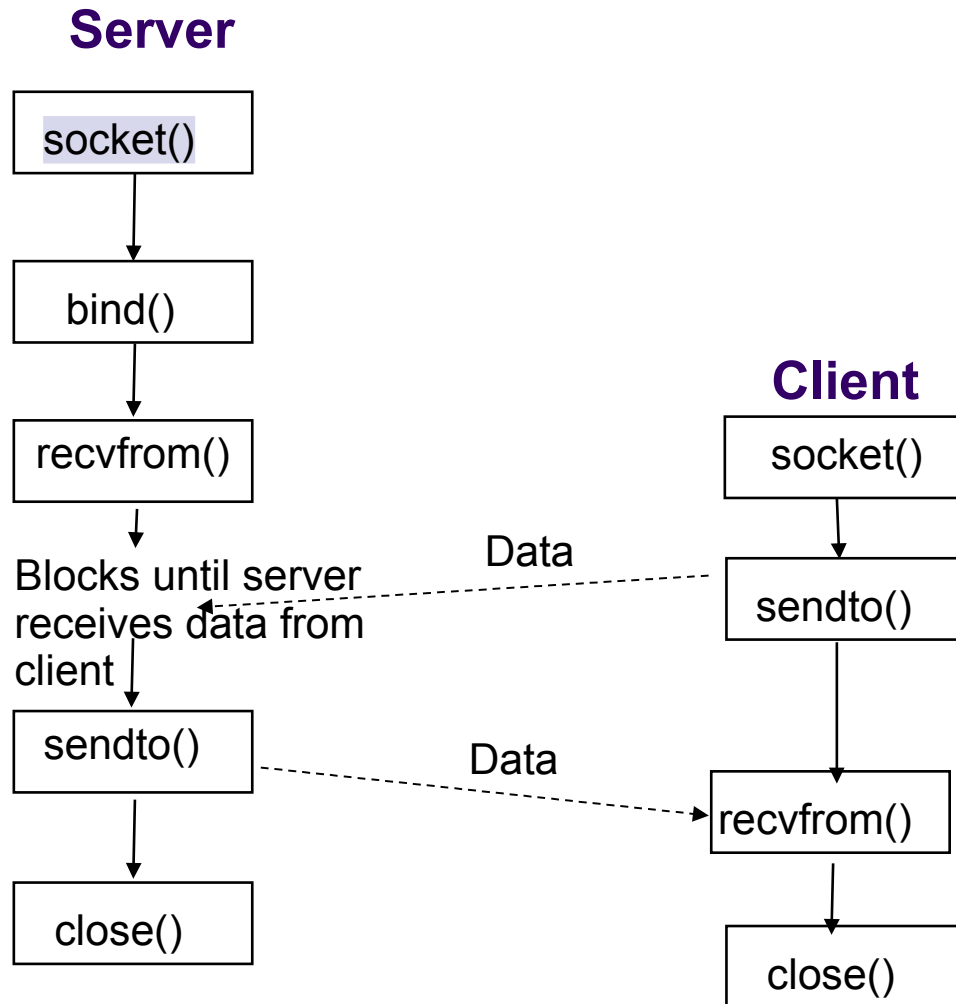 Server
socket()
bind()
recvfrom()
Blocks until server
receives data from
client
sendto()
close()
Client
socket()
Data
sendto()
Data
recvfrom()
close()